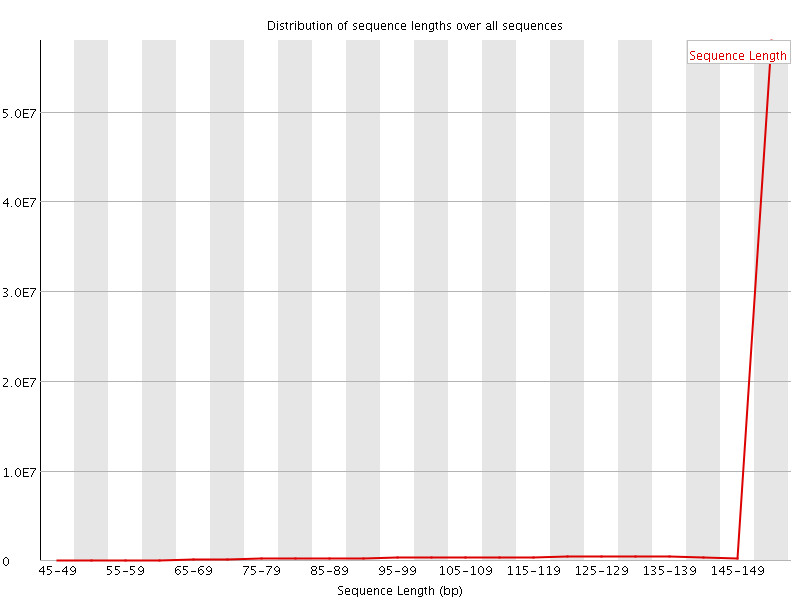 Distribution of sequence lengths over all sequences
Sequence Length
5.0E7
4.0E7
3.0E7
2.0E7
1.0E7
0
45-49 55-59 65-69 75-79 85-89 95-99 105-109 115-119 125-129 135-139 145-149
Sequence Length (bp)